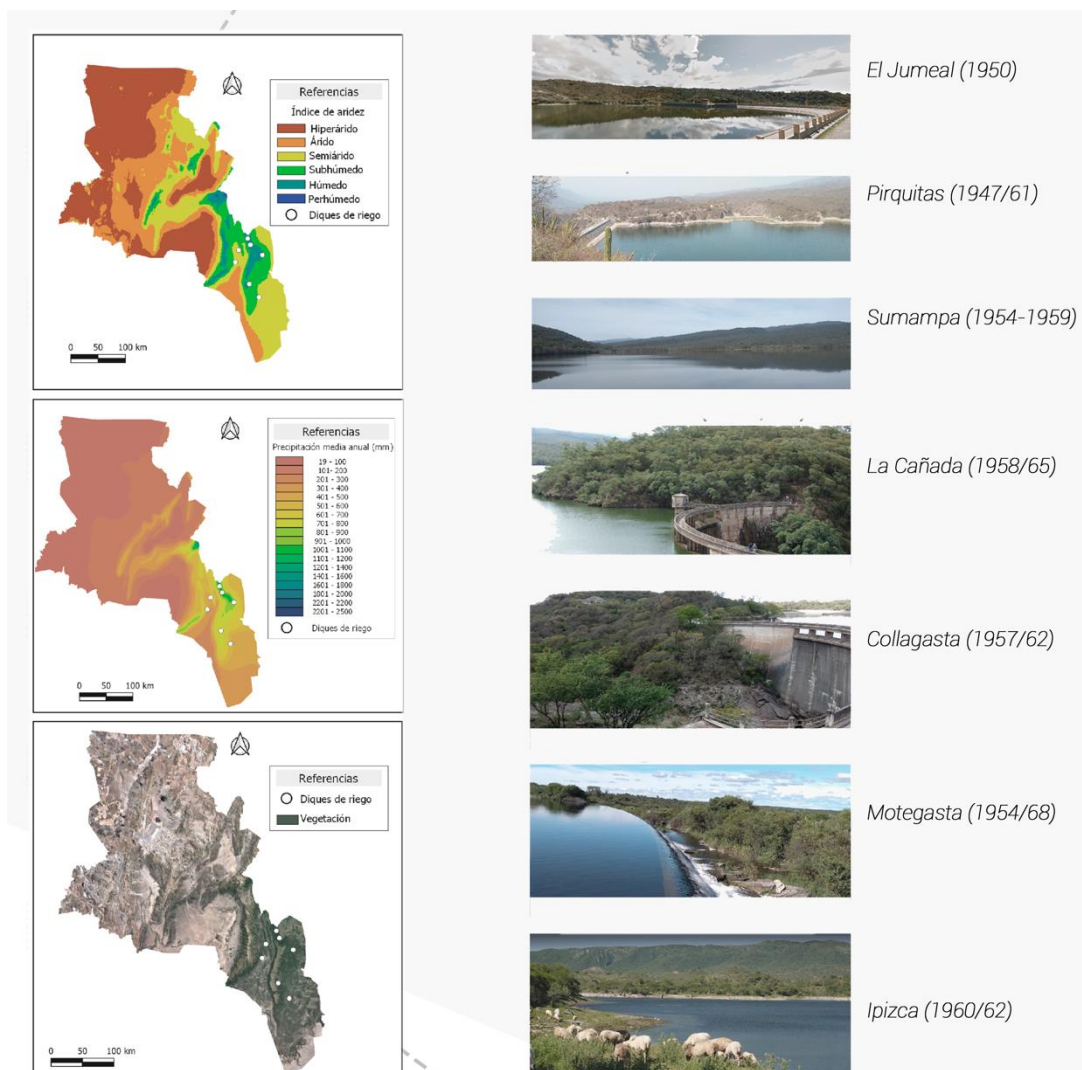 Referencias
Índice de aridez
Hiperárido
Árido
Semiárido
Subhúmedo
Húmedo
Perhúmedo
Diques de riego
0 50 100 km
Referencias
Precipitación media anual (mm)
19 - 100
101- 200
201 - 300
301 - 400
401 - 500
501 - 600
601 - 700
701 - 800
801 - 900
901 - 1000
1001 - 1100
1101 - 1200
1201 - 1400
1401 - 1600
1601 - 1800
1801 - 2000
2201 - 2200
2201 - 2500
Diques de riego
0 50 100 km
Referencias
Diques de riego
Vegetación
0 50 100 km
El Jumeal (1950)
Pirquitas (1947/61)
Sumampa (1954-1959)
La Cañada (1958/65)
Collagasta (1957/62)
Motegasta (1954/68)
Ipizca (1960/62)